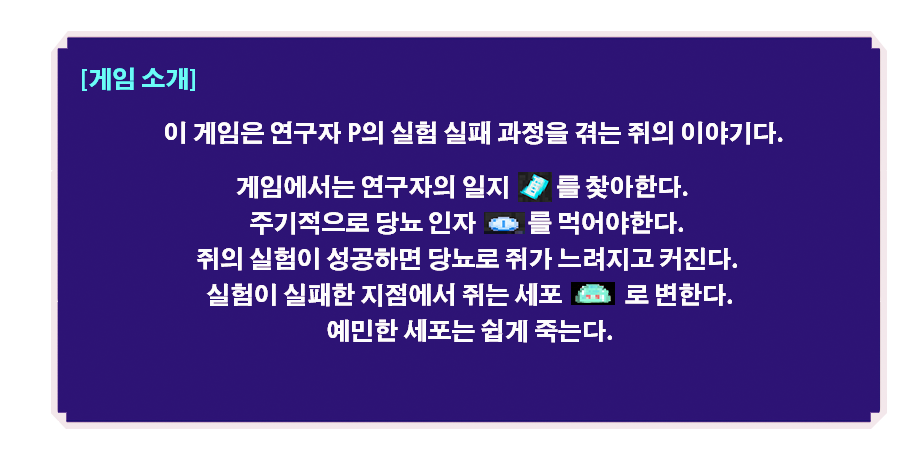 [게임 소개]
이 게임은 연구자 P의 실험 실패 과정을 겪는 쥐의 이야기다.
게임에서는 연구자의 일지 를 찾아한다.
주기적으로 당뇨 인자 를 먹어야한다.
쥐의 실험이 성공하면 당뇨로 쥐가 느려지고 커진다.
실험이 실패한 지점에서 쥐는 세포 로 변한다.
예민한 세포는 쉽게 죽는다.